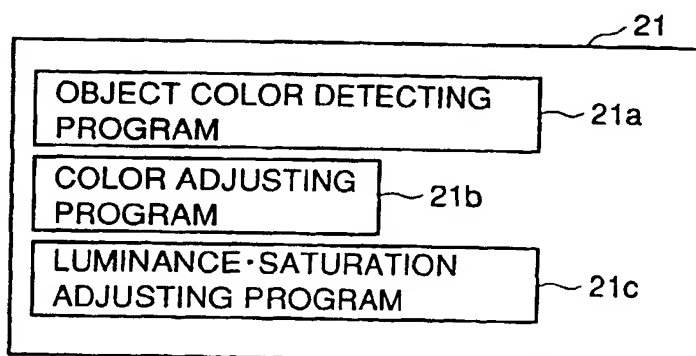 21
OBJECT COLOR DETECTING
PROGRAM
21a
COLOR ADJUSTING
PROGRAM
21b
LUMINANCE·SATURATION
ADJUSTING PROGRAM
21c